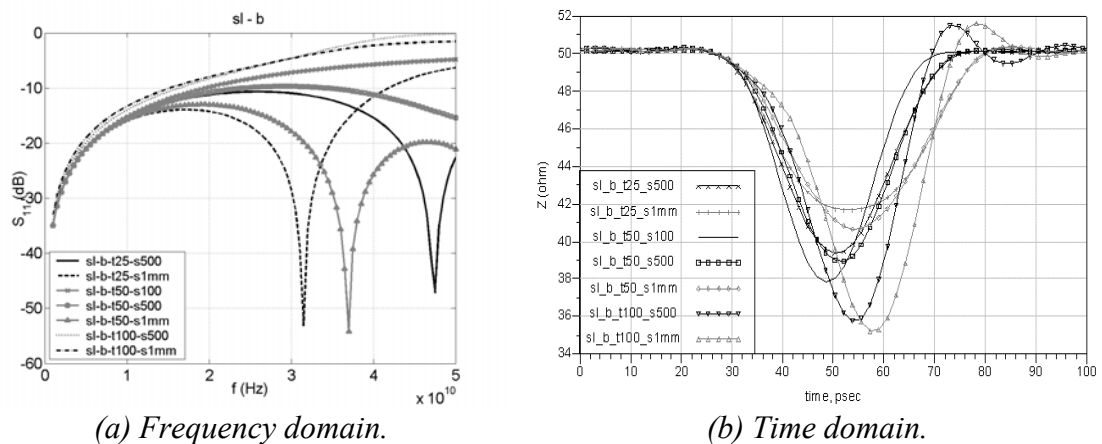 sl - b
0
-10
-20
-30
-40
-50
-60
S11 (dB)
0 1 2 3 4 5
f (Hz)
x 10^10
sl-b-t25-s500
sl-b-t25-s1mm
sl-b-t50-s100
sl-b-t50-s500
sl-b-t50-s1mm
sl-b-t100-s500
sl-b-t100-s1mm
(a) Frequency domain.
52
50
48
46
44
42
40
38
36
34
Z (ohm)
0 10 20 30 40 50 60 70 80 90 100
time, psec
sl_b_t25_s500
sl_b_t25_s1mm
sl_b_t50_s100
sl_b_t50_s500
sl_b_t50_s1mm
sl_b_t100_s500
sl_b_t100_s1mm
(b) Time domain.